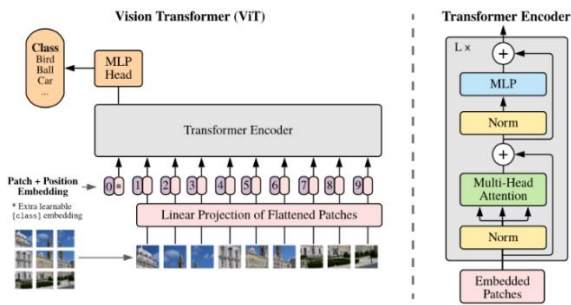 Vision Transformer (ViT)
Class
Bird
Ball
Car
...
MLP
Head
Transformer Encoder
Patch + Position
Embedding
* Extra learnable
[class] embedding
0 * 1 2 3 4 5 6 7 8 9
Linear Projection of Flattened Patches
Transformer Encoder
L ×
+
MLP
Norm
+
Multi-Head
Attention
Norm
Embedded
Patches